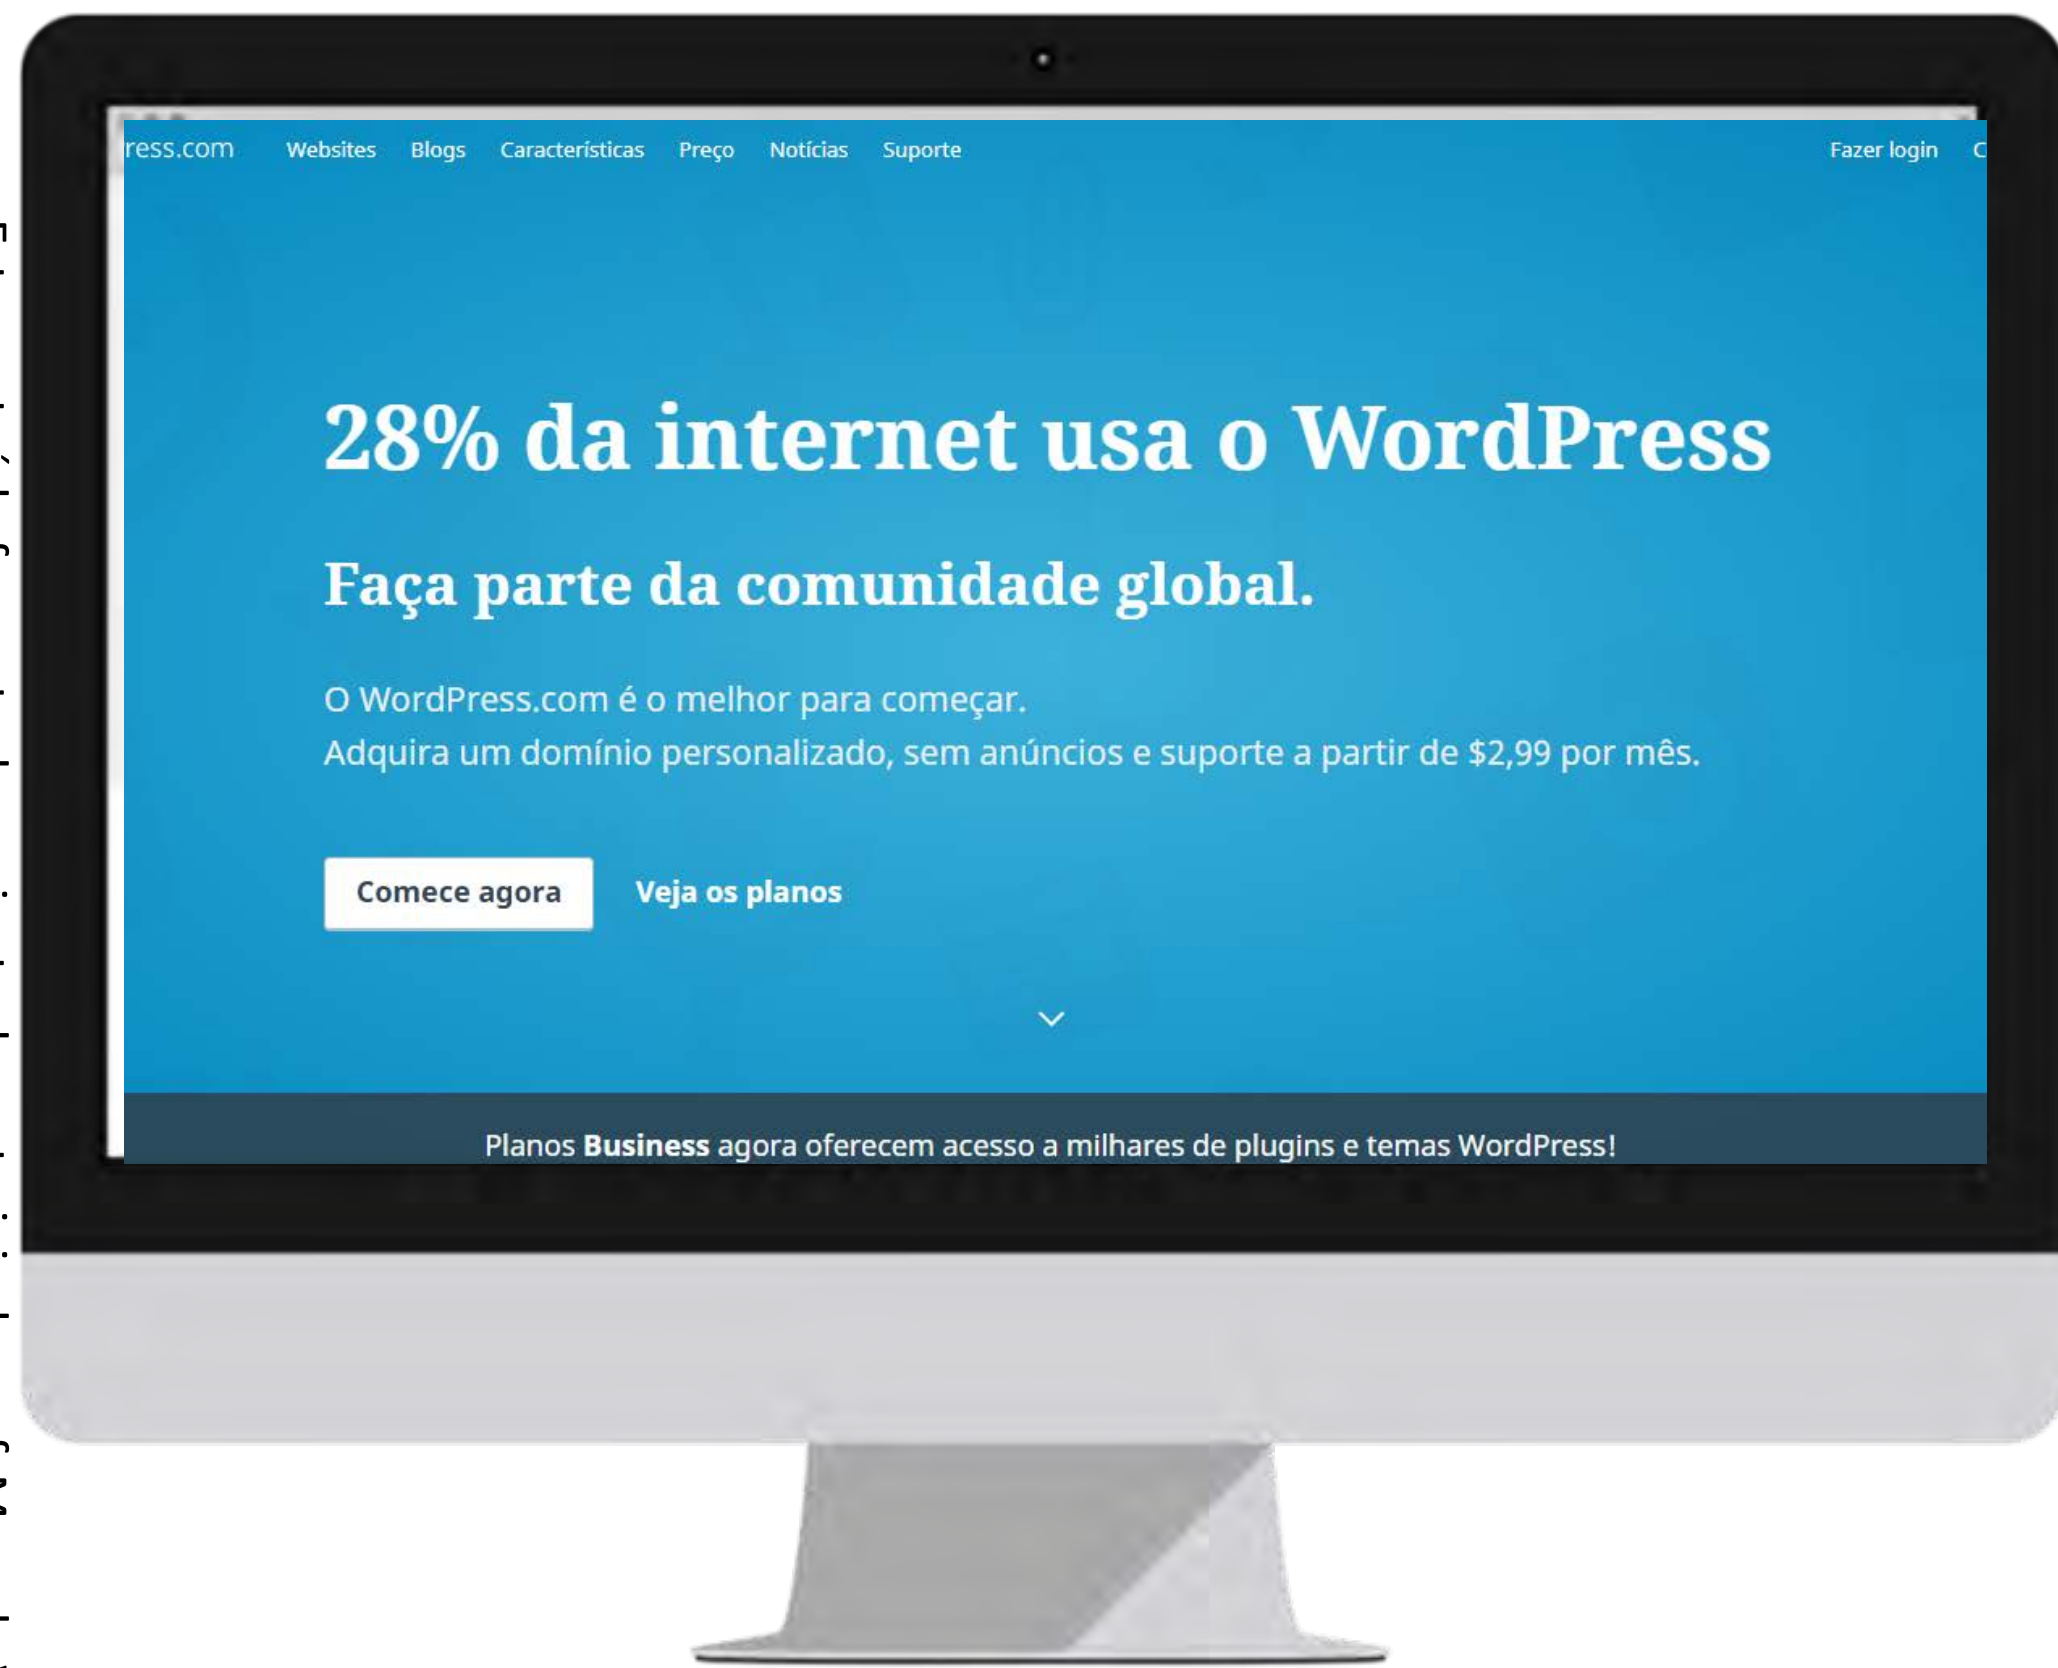 ress.com Websites Blogs Características Preço Notícias Suporte Fazer login C
28% da internet usa o WordPress
Faça parte da comunidade global.
O WordPress.com é o melhor para começar.
Adquira um domínio personalizado, sem anúncios e suporte a partir de $2,99 por mês.
Comece agora Veja os planos
Planos Business agora oferecem acesso a milhares de plugins e temas WordPress!